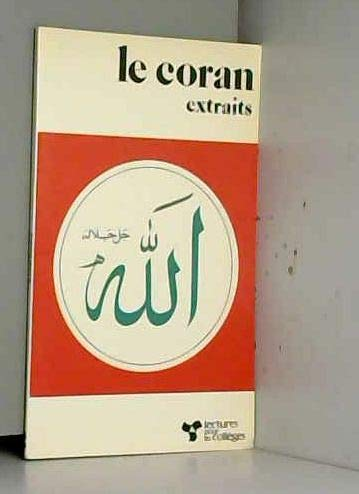 le coran
extraits
جل جلاله
الله
lectures
pour
les collèges